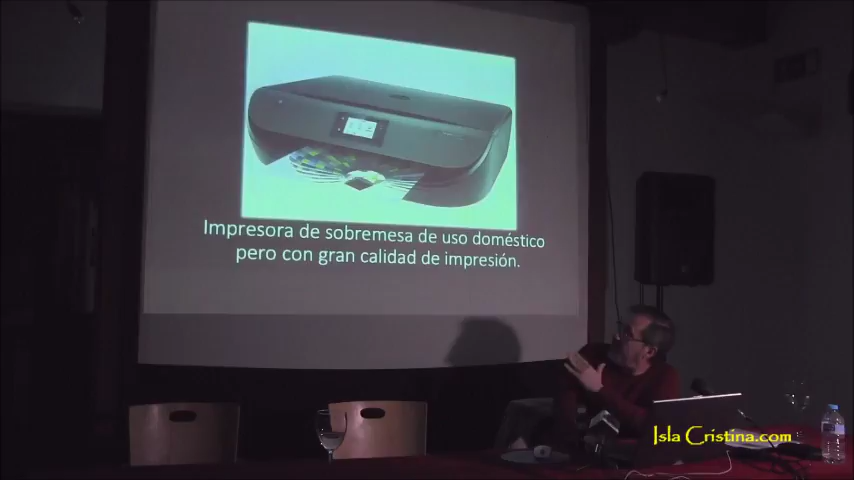 Impresora de sobremesa de uso doméstico
pero con gran calidad de impresión.
Isla Cristina.com